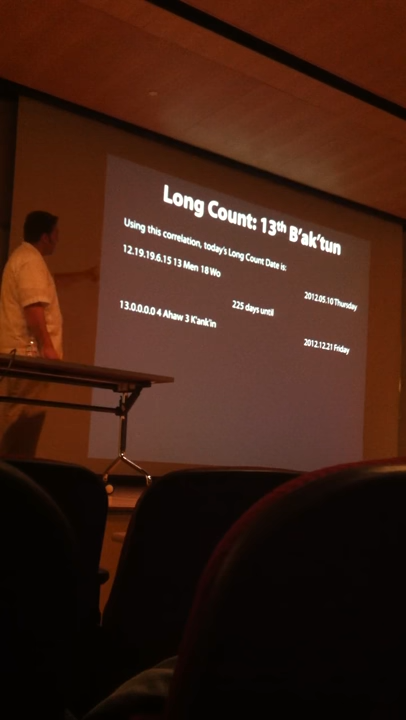 Long Count: 13th B'ak'tun
Using this correlation, today's Long Count Date is:
12.19.19.6.15 13 Men 18 Wo
2012.05.10 Thursday
225 days until
13.0.0.0.0 4 Ahaw 3 K'ank'in
2012.12.21 Friday